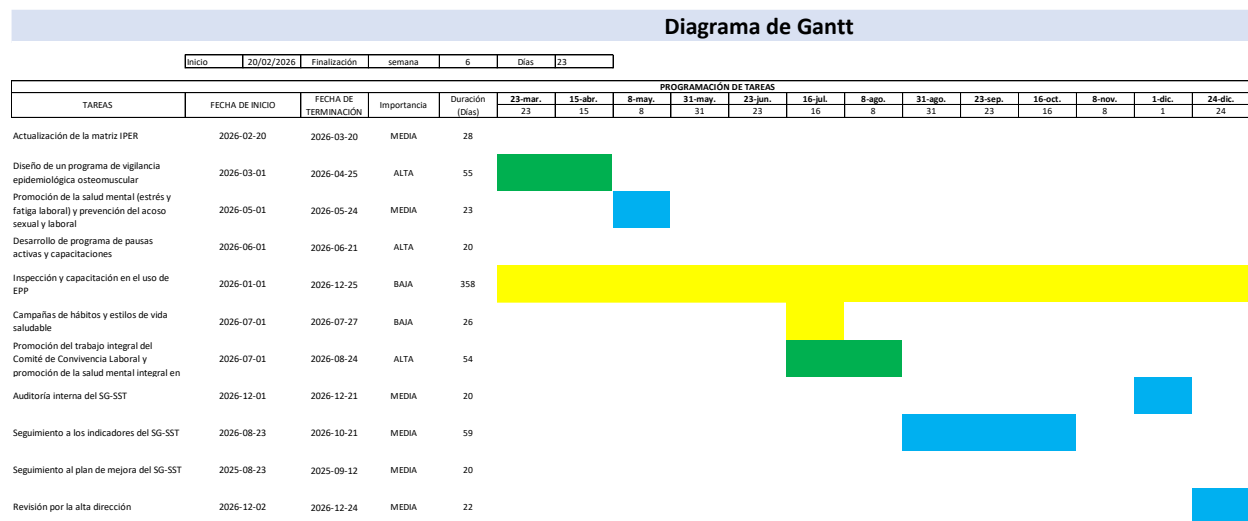 Diagrama de Gantt
Inicio 20/02/2026 Finalización semana 6 Días 23
PROGRAMACIÓN DE TAREAS
TAREAS FECHA DE INICIO FECHA DE TERMINACIÓN Importancia Duración (Días) 23-mar. 15-abr. 8-may. 31-may. 23-jun. 16-jul. 8-ago. 31-ago. 23-sep. 16-oct. 8-nov. 1-dic. 24-dic.
23 15 8 31 23 16 8 31 23 16 8 1 24
Actualización de la matriz IPER 2026-02-20 2026-03-20 MEDIA 28
Diseño de un programa de vigilancia
epidemiológica osteomuscular 2026-03-01 2026-04-25 ALTA 55
Promoción de la salud mental (estrés y
fatiga laboral) y prevención del acoso 2026-05-01 2026-05-24 MEDIA 23
sexual y laboral
Desarrollo de programa de pausas
activas y capacitaciones 2026-06-01 2026-06-21 ALTA 20
Inspección y capacitación en el uso de
EPP 2026-01-01 2026-12-25 BAJA 358
Campañas de hábitos y estilos de vida
saludable 2026-07-01 2026-07-27 BAJA 26
Promoción del trabajo integral del
Comité de Convivencia Laboral y 2026-07-01 2026-08-24 ALTA 54
promoción de la salud mental integral en
Auditoría interna del SG-SST 2026-12-01 2026-12-21 MEDIA 20
Seguimiento a los indicadores del SG-SST 2026-08-23 2026-10-21 MEDIA 59
Seguimiento al plan de mejora del SG-SST 2025-08-23 2025-09-12 MEDIA 20
Revisión por la alta dirección 2026-12-02 2026-12-24 MEDIA 22